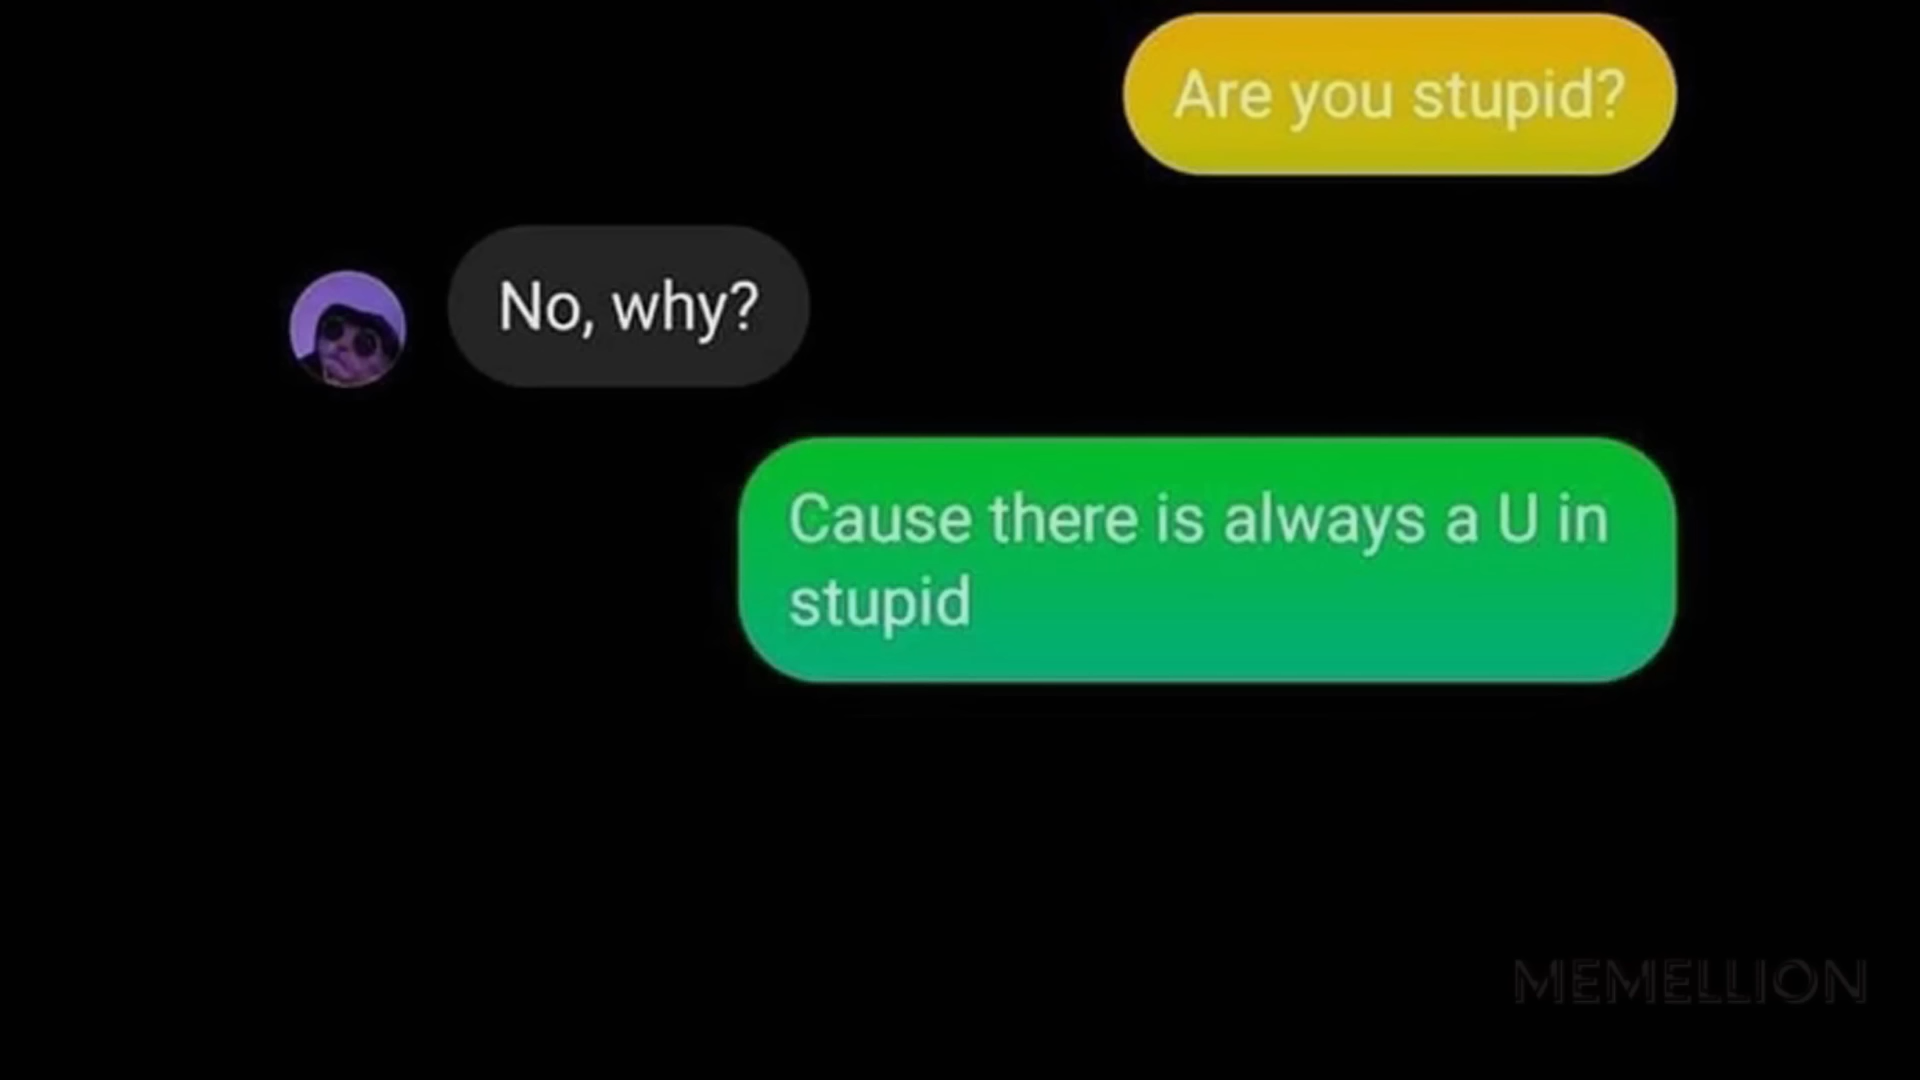 Are you stupid?
No, why?
Cause there is always a U in
stupid
MEMELLION